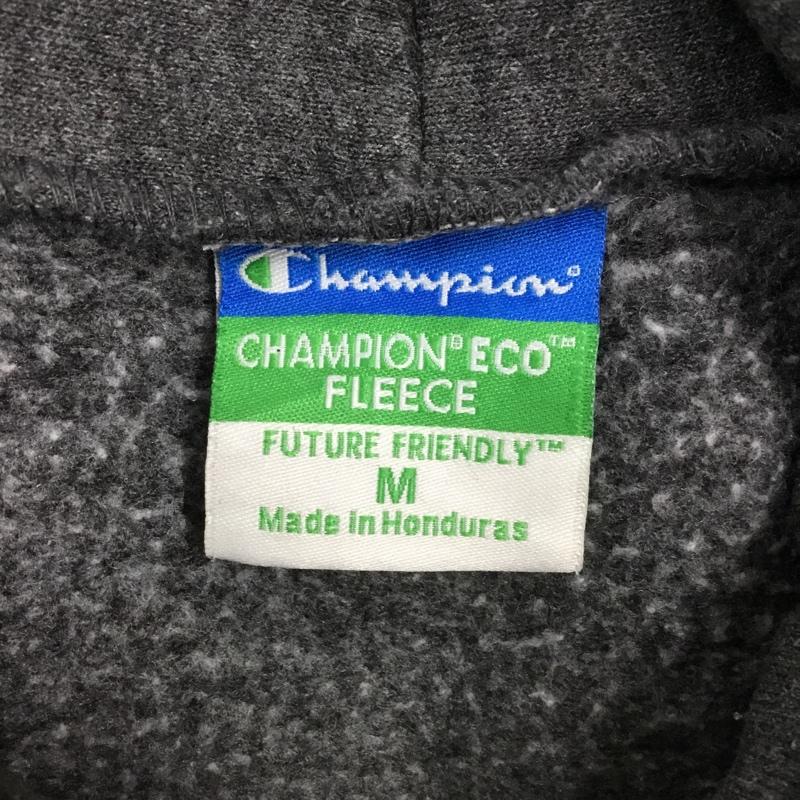 Champion®
CHAMPION® ECO™
FLEECE
FUTURE FRIENDLY™
M
Made in Honduras